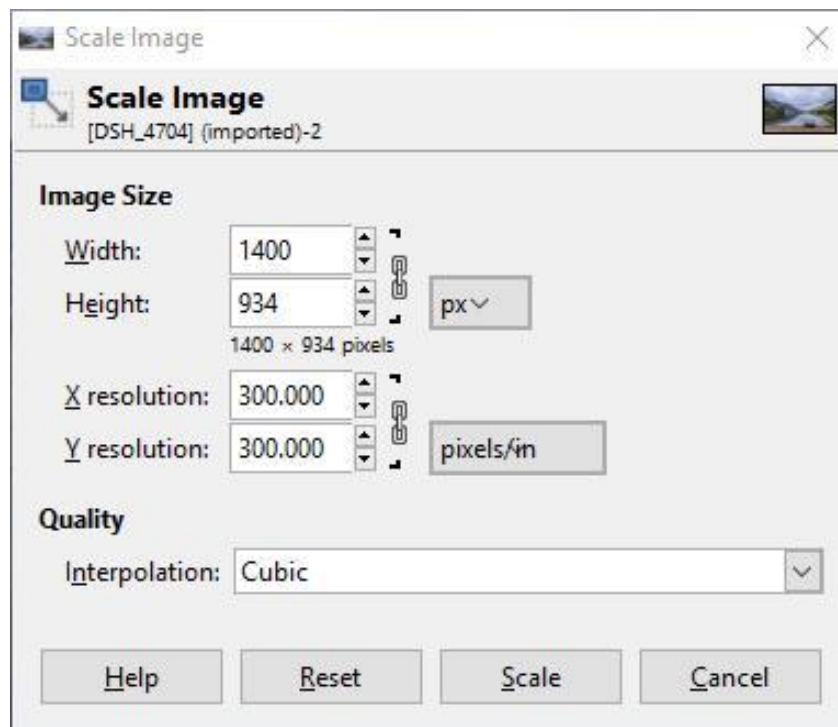 Scale Image
Scale Image
[DSH_4704] (imported)-2
Image Size
Width: 1400
Height: 934 px
1400 × 934 pixels
X resolution: 300.000
Y resolution: 300.000 pixels/in
Quality
Interpolation: Cubic
Help Reset Scale Cancel